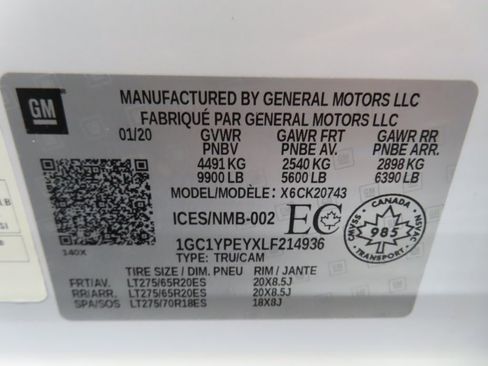 GM
MANUFACTURED BY GENERAL MOTORS LLC
FABRIQUÉ PAR GENERAL MOTORS LLC
01/20 GVWR GAWR FRT GAWR RR
PNBV PNBE AV. PNBE ARR.
4491 KG 2540 KG 2898 KG
9900 LB 5600 LB 6390 LB
MODEL/MODÈLE: X6CK20743
ICES/NMB-002 EC
CANADA
985
1GC1YPEYXLF214936
140X
TYPE: TRU/CAM
TIRE SIZE / DIM. PNEU RIM / JANTE
FRT/AV. LT275/65R20ES 20X8.5J
RR/ARR. LT275/65R20ES 20X8.5J
SPA/SOS LT275/70R18ES 18X8J